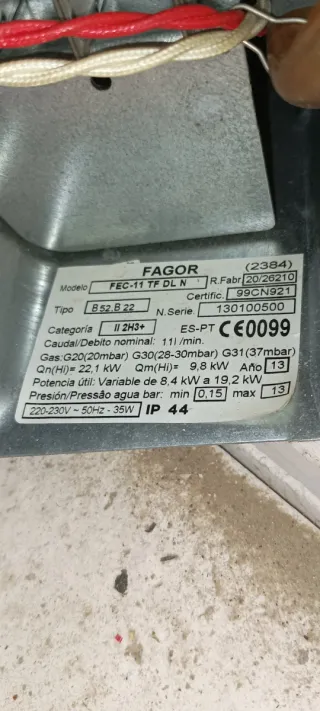 FAGOR (2384)
Modelo FEC-11 TF DL N R.Fabr 20/26210
Certific. 99CN921
Tipo B 52.B 22 N.Serie. 130100500
Categoría II 2H3+ ES-PT CE0099
Caudal/Debito nominal: 11l /min.
Gas:G20(20mbar) G30(28-30mbar) G31(37mbar)
Qn(Hi)= 22,1 kW Qm(Hi)= 9,8 kW Año 13
Potencia útil: Variable de 8,4 kW a 19,2 kW
Presión/Pressão agua bar: min 0,15 max 13
220-230V ~ 50Hz - 35W IP 44